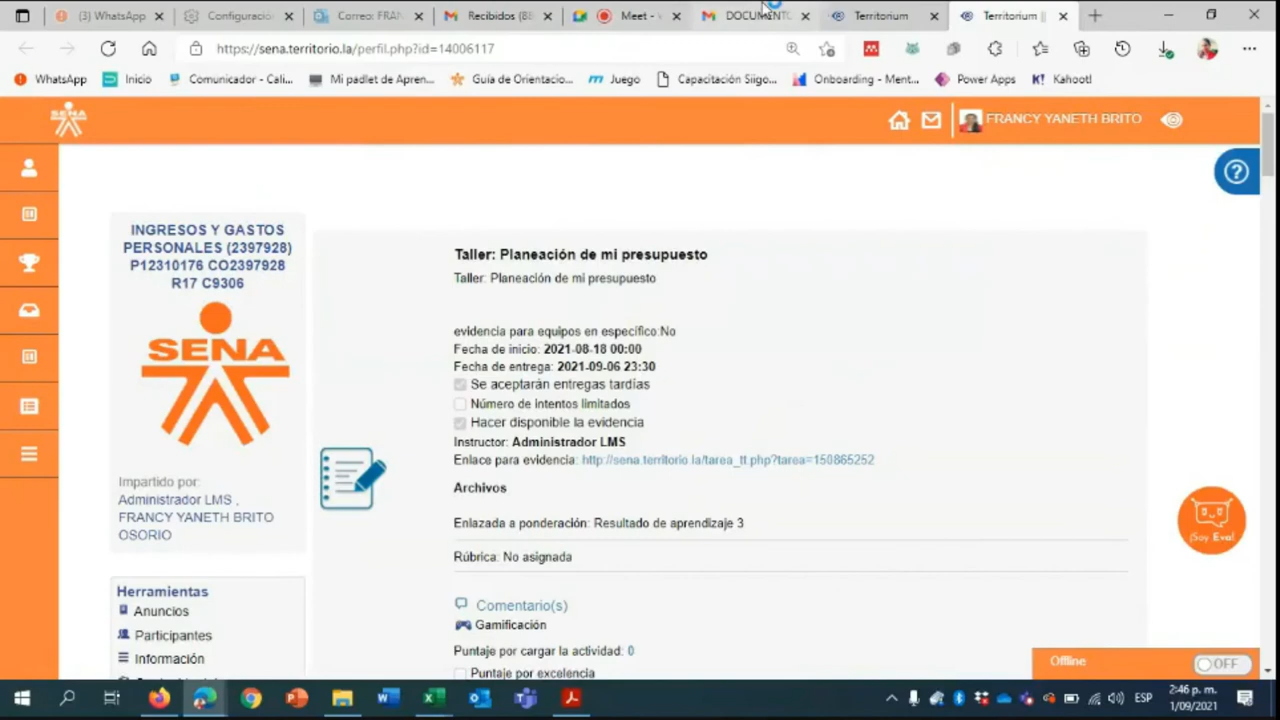 (3) WhatsApp
Configuració
Correo: FRAN
Recibidos (88
Meet -
DOCUMENTO
Territorium
Territorium ||
https://sena.territorio.la/perfil.php?id=14006117
WhatsApp
Inicio
Comunicador - Cali...
Mi padlet de Apren...
Guía de Orientacio...
Juego
Capacitación Siigo...
Onboarding - Ment...
Power Apps
K! Kahoot!
SENA
FRANCY YANETH BRITO
INGRESOS Y GASTOS
PERSONALES (2397928)
P12310176 CO2397928
R17 C9306
SENA
Impartido por:
Administrador LMS ,
FRANCY YANETH BRITO
OSORIO
Herramientas
Anuncios
Participantes
Información
Taller: Planeación de mi presupuesto
Taller: Planeación de mi presupuesto
evidencia para equipos en específico:No
Fecha de inicio: 2021-08-18 00:00
Fecha de entrega: 2021-09-06 23:30
Se aceptarán entregas tardías
Número de intentos limitados
Hacer disponible la evidencia
Instructor: Administrador LMS
Enlace para evidencia: http://sena.territorio.la/tarea_tt.php?tarea=150865252
Archivos
Enlazada a ponderación: Resultado de aprendizaje 3
Rúbrica: No asignada
Comentario(s)
Gamificación
Puntaje por cargar la actividad: 0
Puntaje por excelencia
¡Soy Eva!
Offline
OFF
ESP
2:46 p. m.
1/09/2021